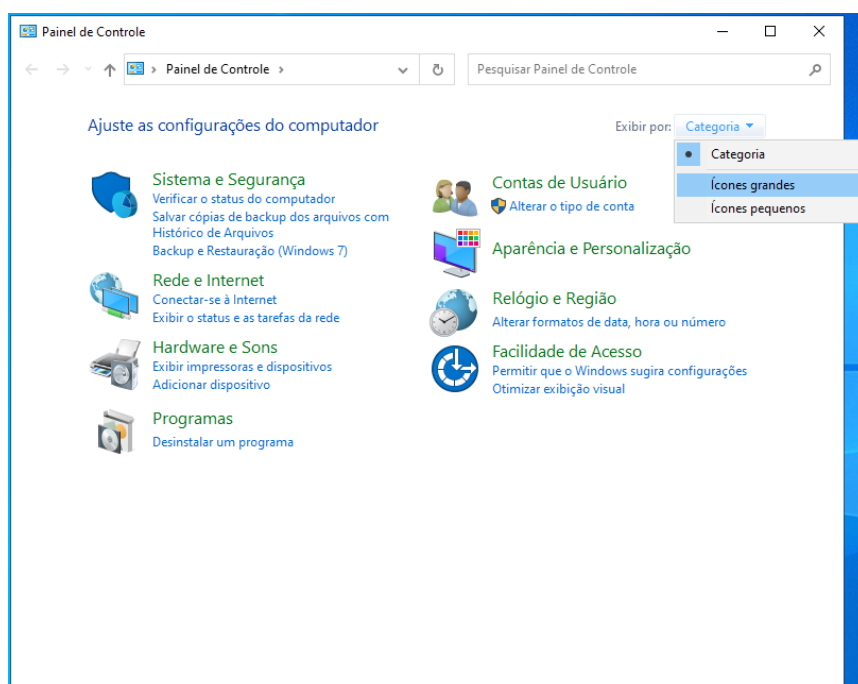 Painel de Controle
Painel de Controle
Pesquisar Painel de Controle
Ajuste as configurações do computador
Exibir por: Categoria
Categoria
Ícones grandes
Ícones pequenos
Sistema e Segurança
Verificar o status do computador
Salvar cópias de backup dos arquivos com
Histórico de Arquivos
Backup e Restauração (Windows 7)
Rede e Internet
Conectar-se à Internet
Exibir o status e as tarefas da rede
Hardware e Sons
Exibir impressoras e dispositivos
Adicionar dispositivo
Programas
Desinstalar um programa
Contas de Usuário
Alterar o tipo de conta
Aparência e Personalização
Relógio e Região
Alterar formatos de data, hora ou número
Facilidade de Acesso
Permitir que o Windows sugira configurações
Otimizar exibição visual